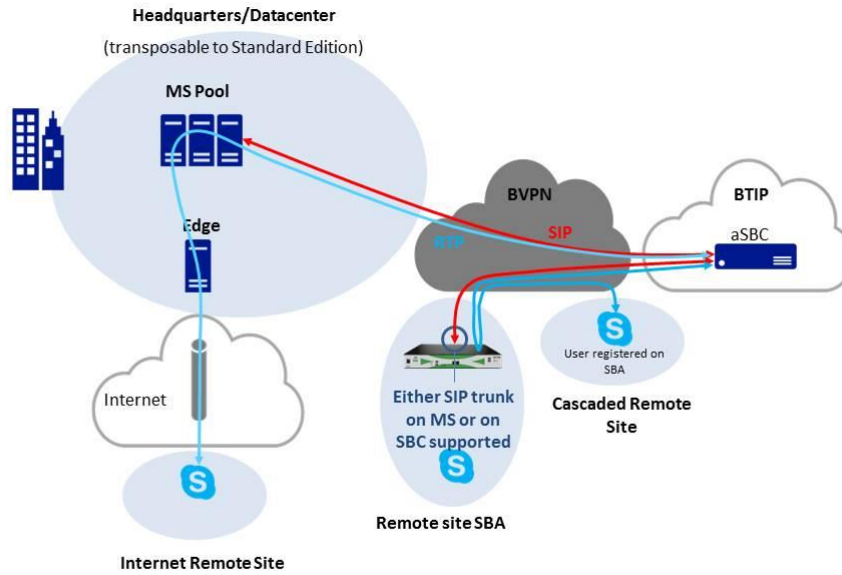 Headquarters/Datacenter
(transposable to Standard Edition)
MS Pool
Edge
BVPN
BTIP
SIP
RTP
aSBC
Internet
User registered on
SBA
Either SIP trunk
on MS or on
SBC supported
Cascaded Remote
Site
Remote site SBA
Internet Remote Site